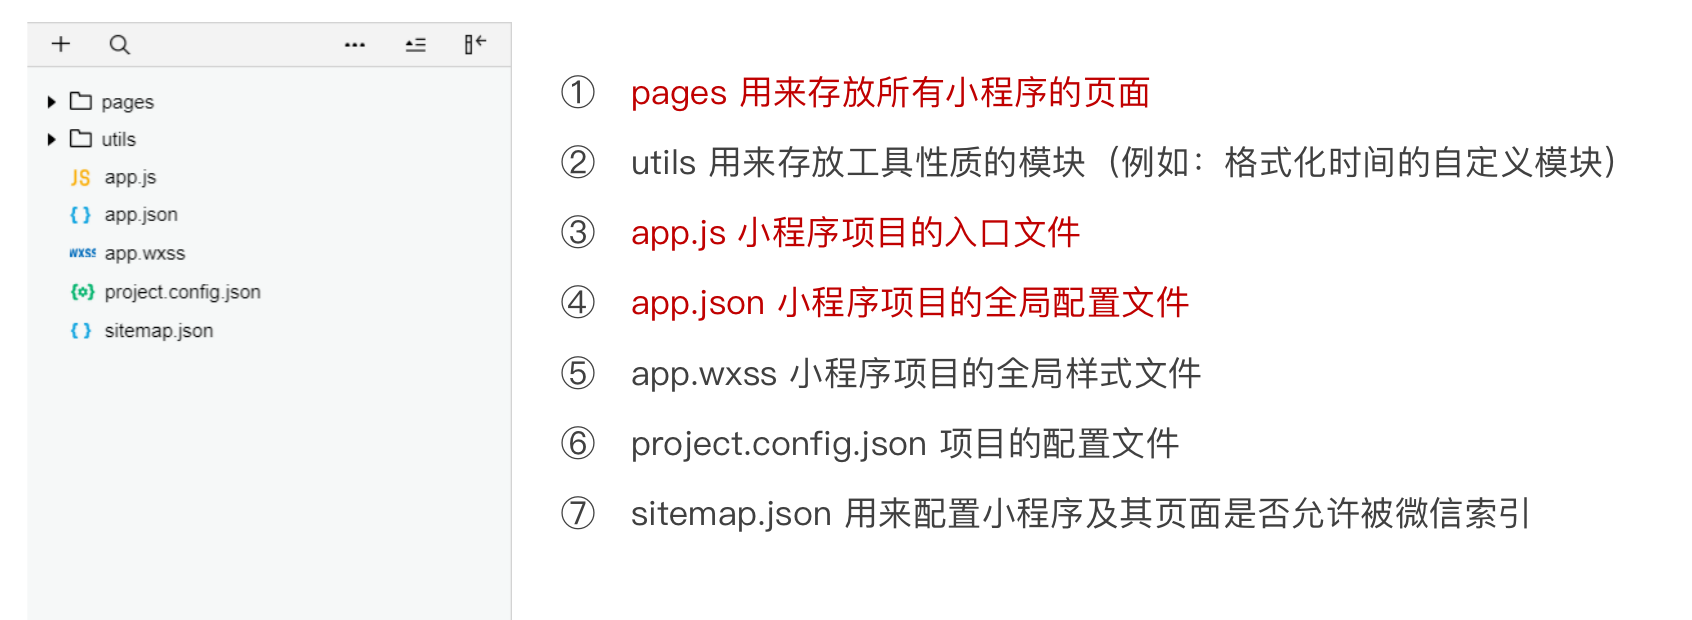 pages
utils
JS app.js
{ } app.json
wxss app.wxss
{ } project.config.json
{ } sitemap.json
① pages 用来存放所有小程序的页面
② utils 用来存放工具性质的模块（例如：格式化时间的自定义模块）
③ app.js 小程序项目的入口文件
④ app.json 小程序项目的全局配置文件
⑤ app.wxss 小程序项目的全局样式文件
⑥ project.config.json 项目的配置文件
⑦ sitemap.json 用来配置小程序及其页面是否允许被微信索引